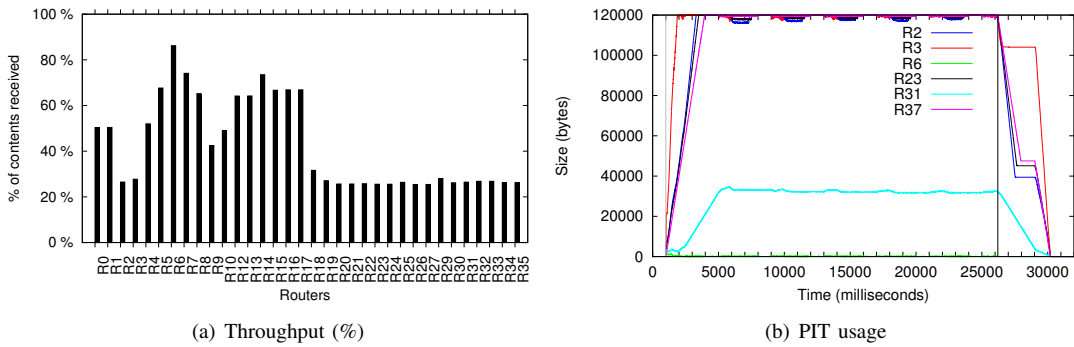 120 %
100 %
80 %
60 %
40 %
20 %
0 %
% of contents received
R0 R1 R2 R3 R4 R5 R6 R7 R8 R9 R10 R12 R13 R14 R15 R16 R17 R18 R19 R20 R21 R22 R23 R24 R25 R26 R27 R29 R30 R31 R32 R33 R34 R35
Routers
(a) Throughput (%)
120000
100000
80000
60000
40000
20000
0
Size (bytes)
R2
R3
R6
R23
R31
R37
0 5000 10000 15000 20000 25000 30000
Time (milliseconds)
(b) PIT usage